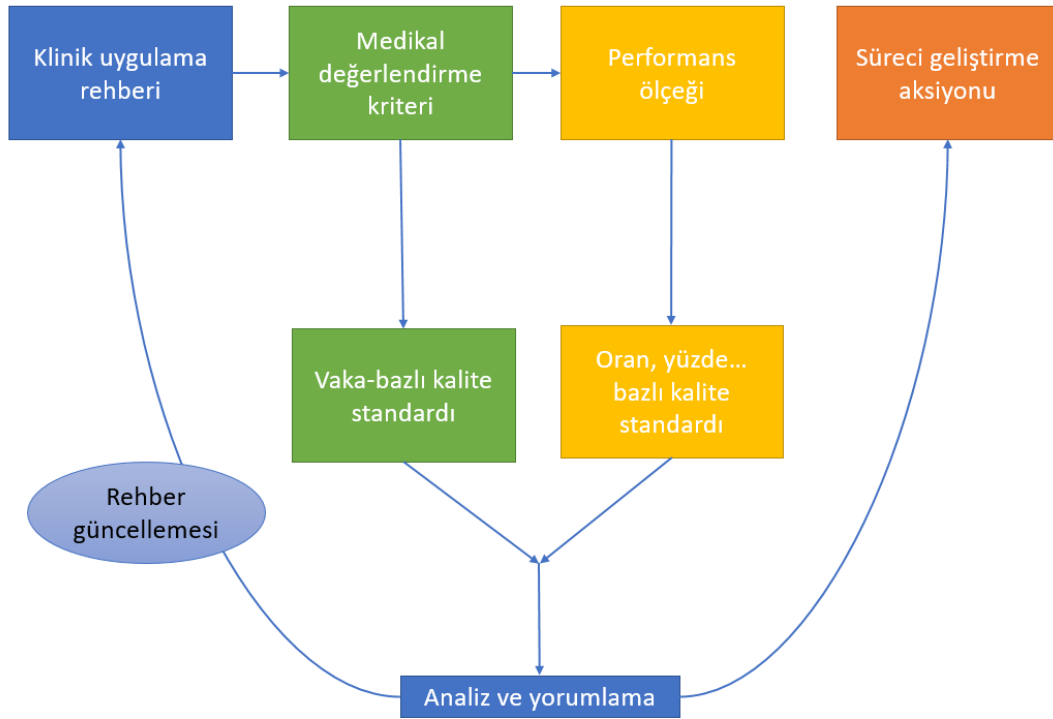 Klinik uygulama
rehberi
Medikal
değerlendirme
kriteri
Performans
ölçeği
Süreci geliştirme
aksiyonu
Vaka-bazlı kalite
standardı
Oran, yüzde...
bazlı kalite
standardı
Rehber
güncellemesi
Analiz ve yorumlama